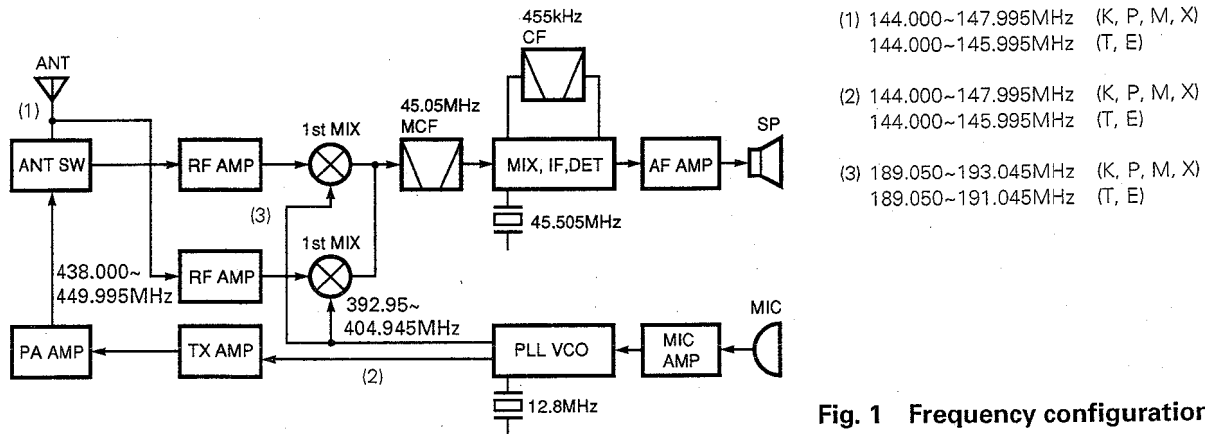 455kHz
CF
ANT
(1)
45.05MHz
MCF
1st MIX
SP
ANT SW
RF AMP
MIX, IF,DET
AF AMP
(3)
45.505MHz
1st MIX
438.000~
449.995MHz
RF AMP
392.95~
404.945MHz
MIC
PA AMP
TX AMP
PLL VCO
MIC
AMP
(2)
12.8MHz
(1) 144.000~147.995MHz (K, P, M, X)
144.000~145.995MHz (T, E)
(2) 144.000~147.995MHz (K, P, M, X)
144.000~145.995MHz (T, E)
(3) 189.050~193.045MHz (K, P, M, X)
189.050~191.045MHz (T, E)
Fig. 1 Frequency configuration